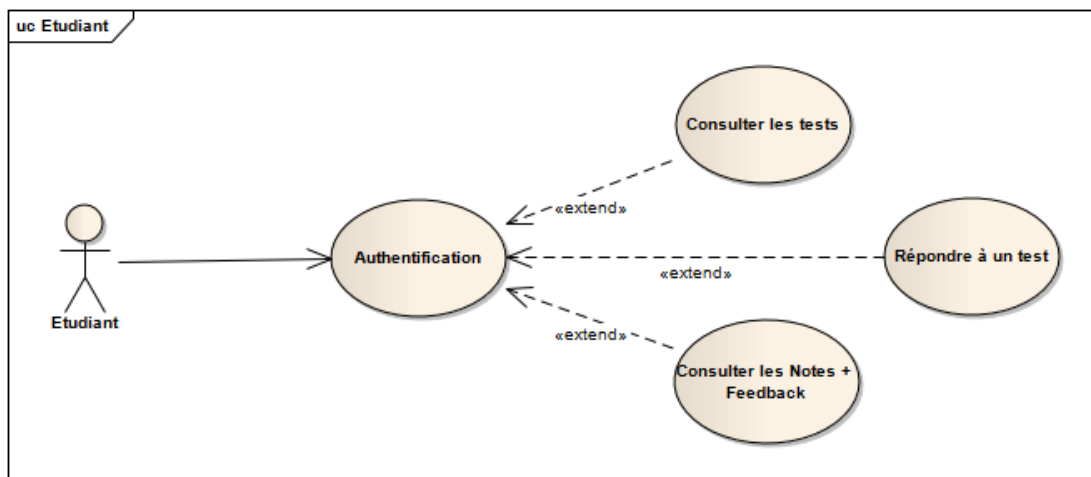 uc Etudiant
Consulter les tests
«extend»
Authentification
Répondre à un test
«extend»
Etudiant
«extend»
Consulter les Notes +
Feedback